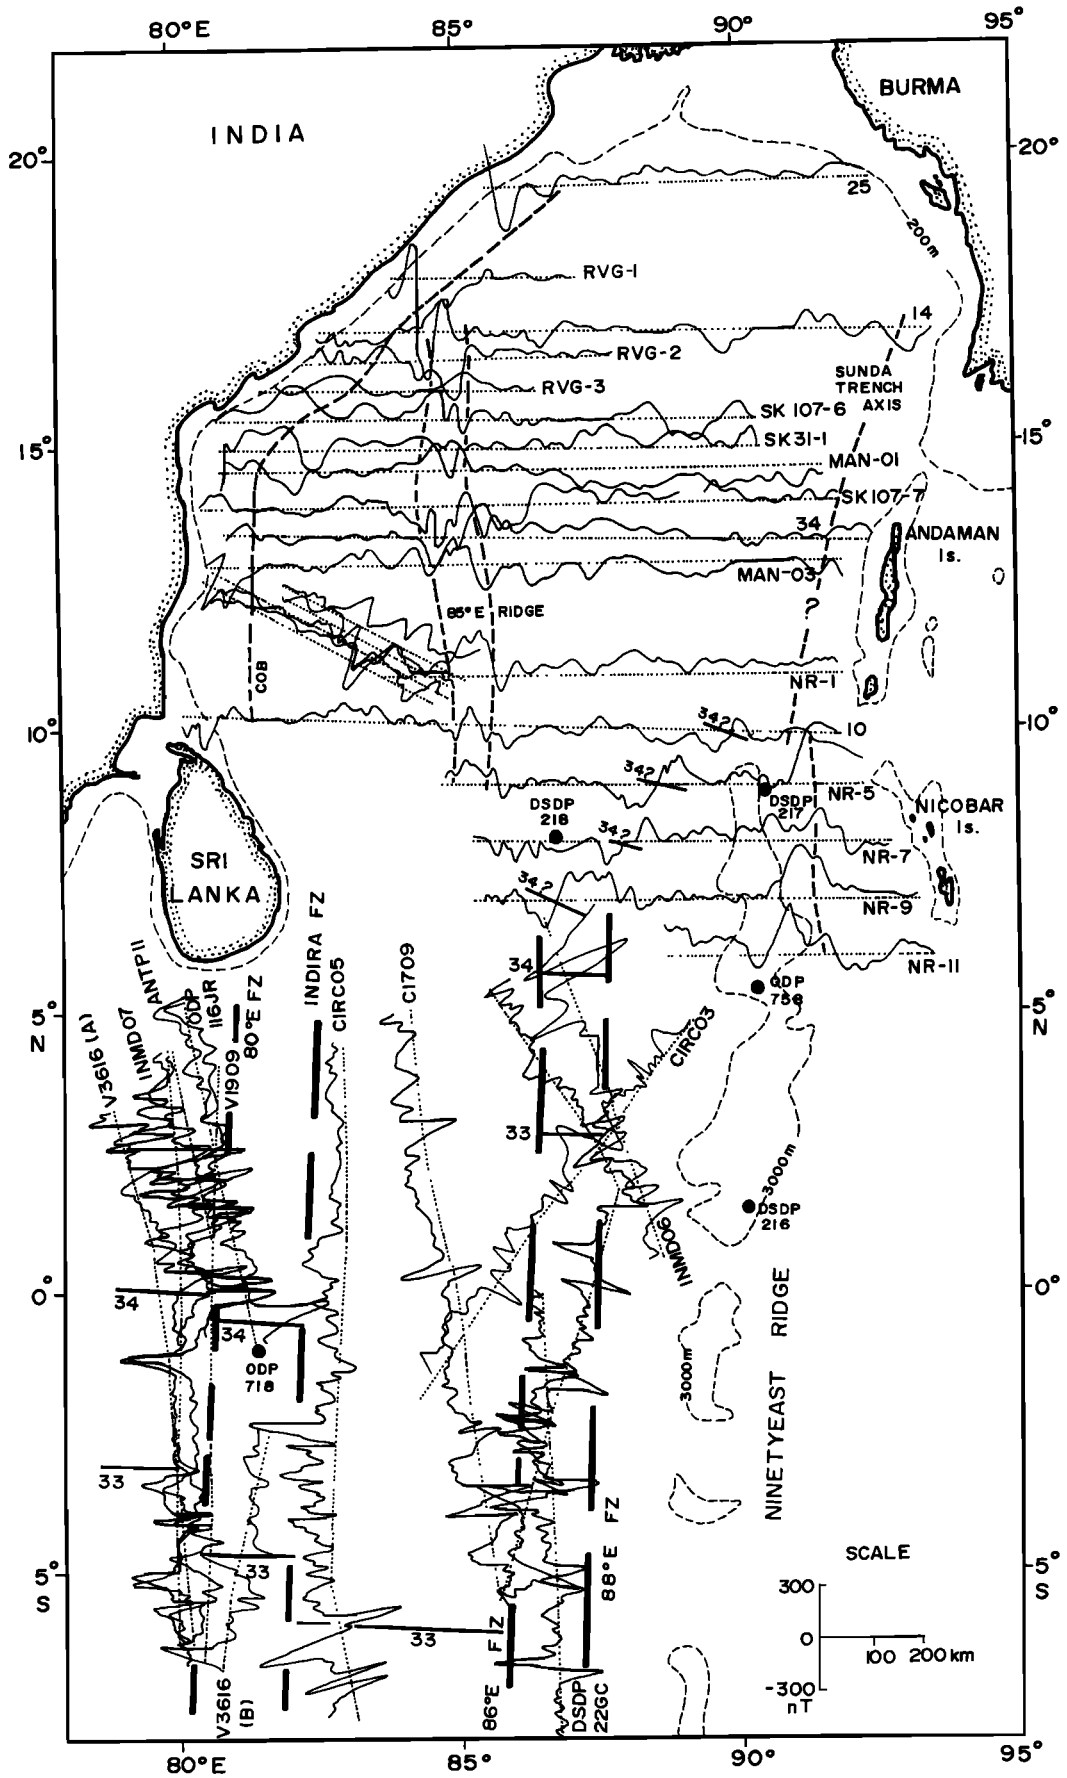 80°E
85°
90°
95°
BURMA
INDIA
20°
20°
25
200m
RVG-1
14
RVG-2
SUNDA
TRENCH
AXIS
RVG-3
SK 107-6
15°
15°
SK31-1
MAN-01
SK107-7
34
ANDAMAN
Is.
MAN-03
?
85°E RIDGE
COB
NR-1
10°
10°
34?
10
34?
NR-5
DSDP
217
DSDP
218
NICOBAR
Is.
34?
NR-7
SRI
LANKA
34?
NR-9
NR-11
34
ODP
758
INDIRA FZ
CIRC05
C1709
ANTP11
ODP
116JR
80°E FZ
5°
N
5°
N
V3616 (A)
INMD07
V1909
CIRC03
33
3000m
DSDP
216
INMD06
0°
0°
34
34
ODP
718
3000m
NINETYEAST RIDGE
33
33
88°E FZ
SCALE
5°
S
5°
S
300
0
-300
nT
100
200 km
33
86°E FZ
V3616
(B)
DSDP
22GC
80°E
85°
90°
95°